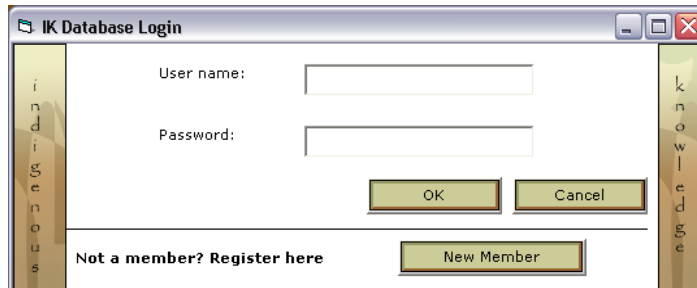 IK Database Login
indigenous
User name:
Password:
OK
Cancel
Not a member? Register here
New Member
knowledge